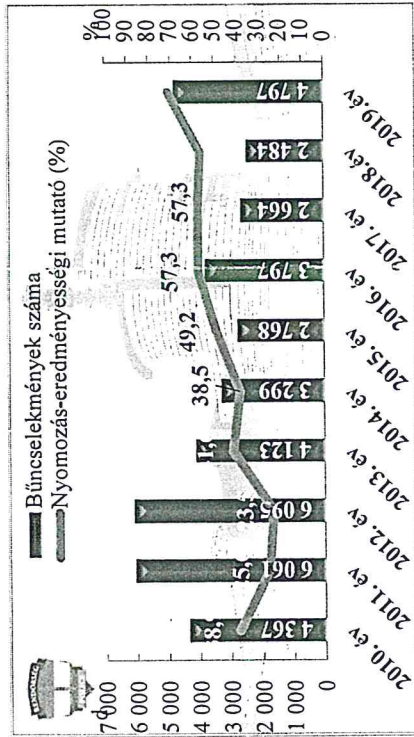 Bűncselekmények száma
Nyomozás-eredményességi mutató (%)
7 000
6 000
5 000
4 000
3 000
2 000
1 000
0
%
100
90
80
70
60
50
40
30
20
10
0
4 367
6 061
6 095
4 123
3 299
2 768
3 797
2 664
2 484
4 797
38,5
49,2
57,3
57,3
2010. év
2011. év
2012. év
2013. év
2014. év
2015. év
2016. év
2017. év
2018.év
2019.év